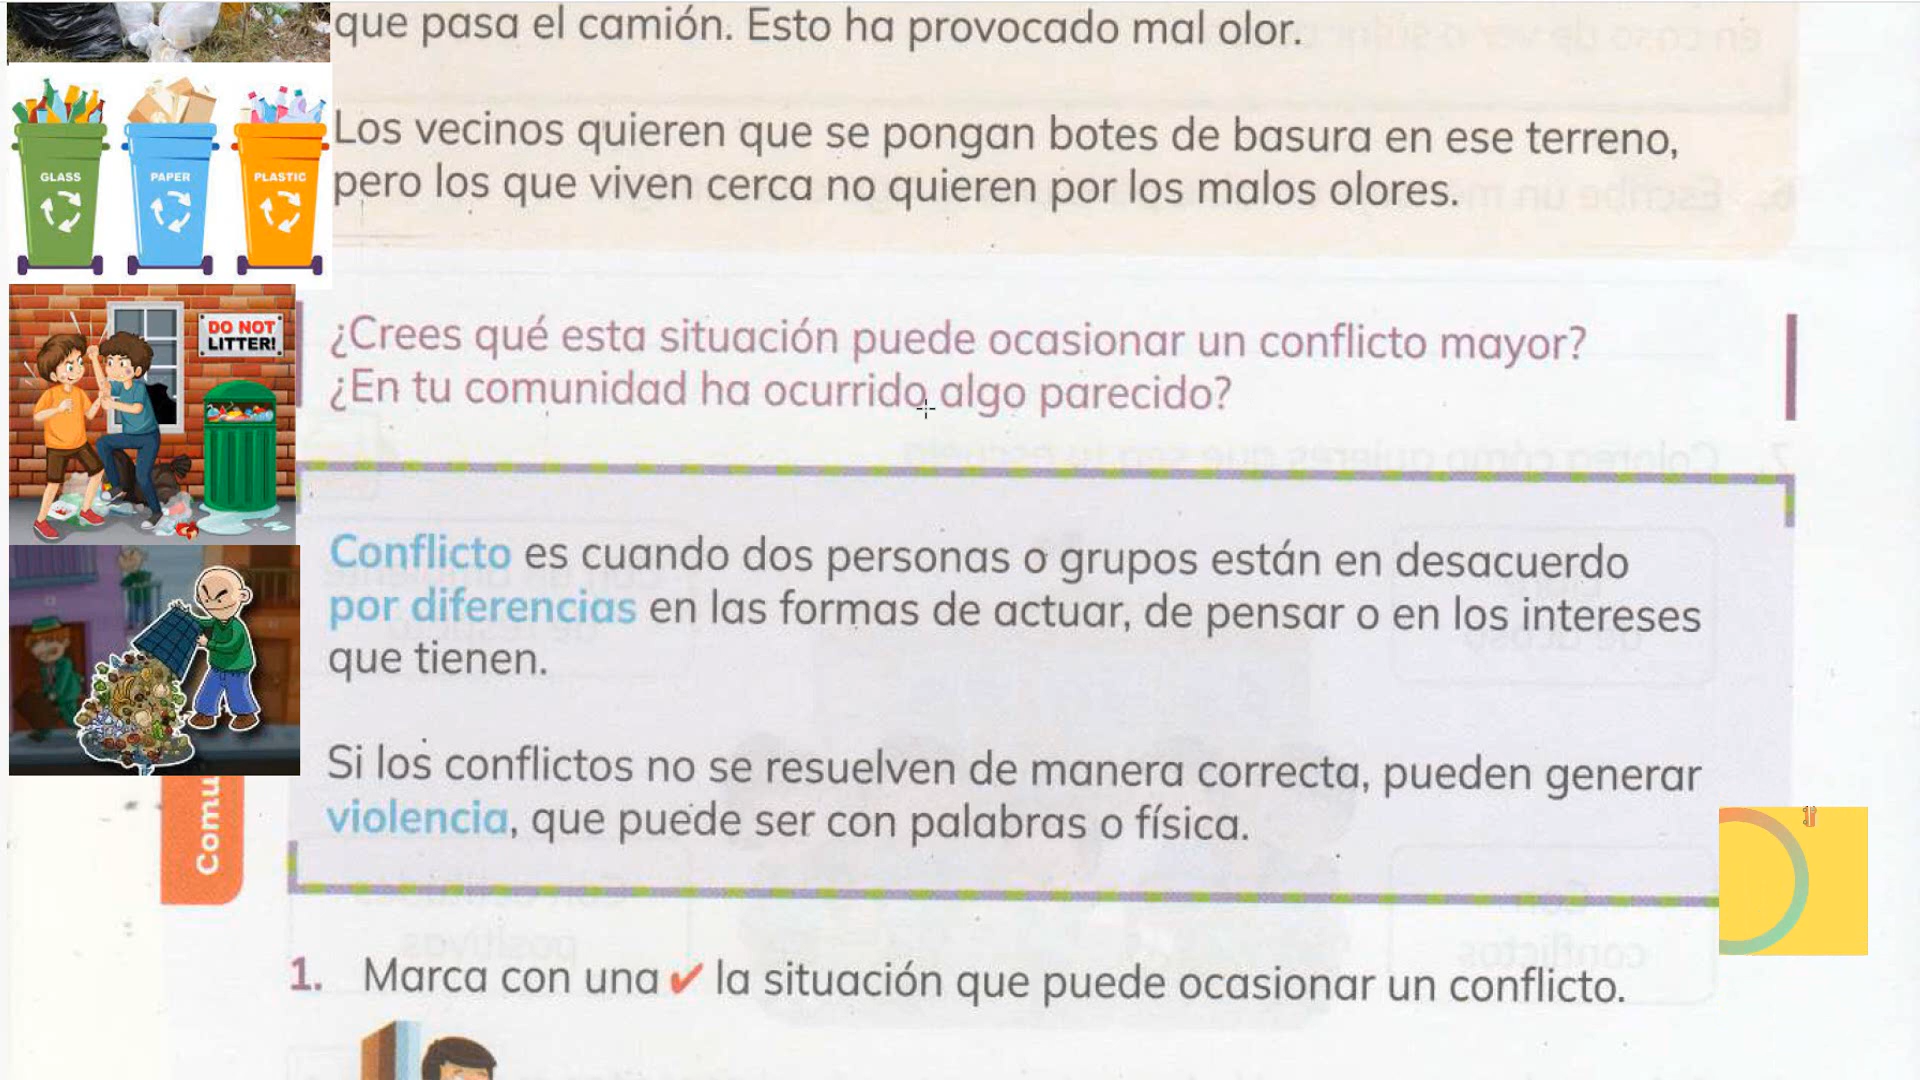 que pasa el camión. Esto ha provocado mal olor.
Los vecinos quieren que se pongan botes de basura en ese terreno,
pero los que viven cerca no quieren por los malos olores.
GLASS
PAPER
PLASTIC
DO NOT
LITTER!
¿Crees qué esta situación puede ocasionar un conflicto mayor?
¿En tu comunidad ha ocurrido algo parecido?
Conflicto es cuando dos personas o grupos están en desacuerdo
por diferencias en las formas de actuar, de pensar o en los intereses
que tienen.
Si los conflictos no se resuelven de manera correcta, pueden generar
violencia, que puede ser con palabras o física.
Comu
1. Marca con una ✔ la situación que puede ocasionar un conflicto.